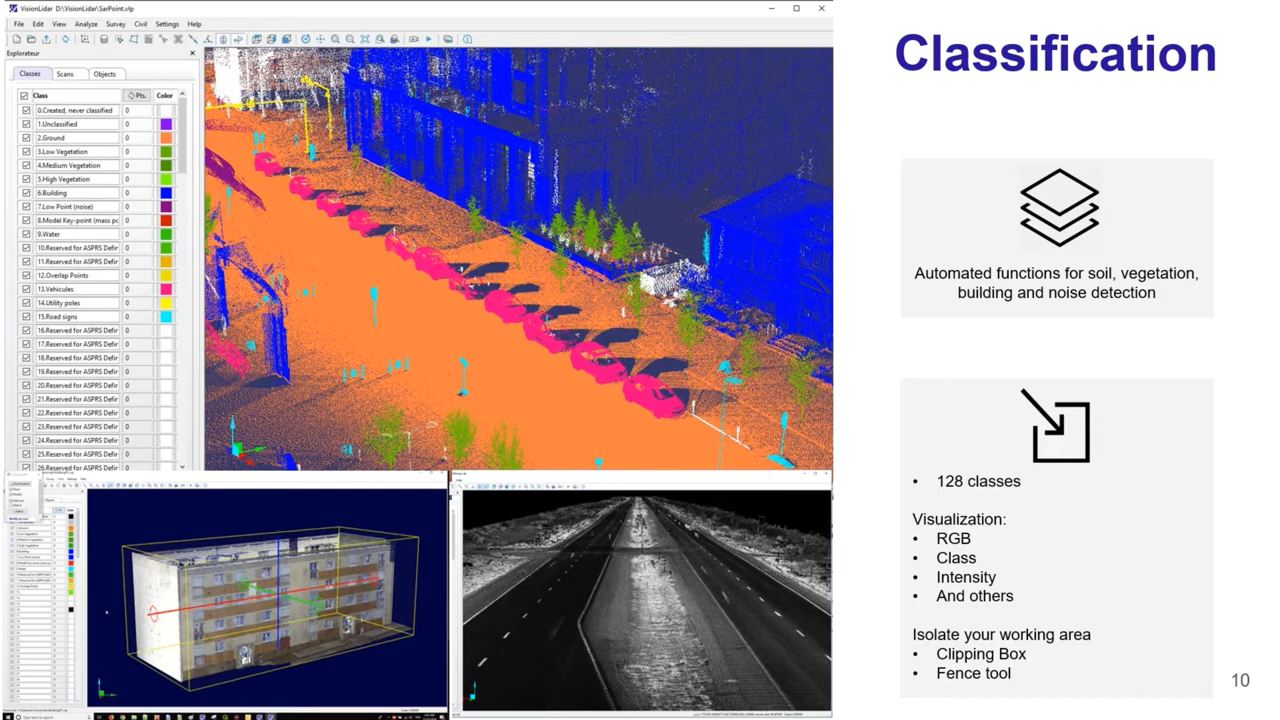 VisionLidar D:\VisionLidar\SarPoint.vlp
File Edit View Analyze Survey Civil Settings Help
Explorateur
Classes Scans Objects
Class Pts. Color
0.Created, never classified 0
1.Unclassified 0
2.Ground 0
3.Low Vegetation 0
4.Medium Vegetation 0
5.High Vegetation 0
6.Building 0
7.Low Point (noise) 0
8.Model Key-point (mass pc 0
9.Water 0
10.Reserved for ASPRS Defir 0
11.Reserved for ASPRS Defir 0
12.Overlap Points 0
13.Vehicules 0
14.Utility poles 0
15.Road signs 0
16.Reserved for ASPRS Defir 0
17.Reserved for ASPRS Defir 0
18.Reserved for ASPRS Defir 0
19.Reserved for ASPRS Defir 0
20.Reserved for ASPRS Defir 0
21.Reserved for ASPRS Defir 0
22.Reserved for ASPRS Defir 0
23.Reserved for ASPRS Defir 0
24.Reserved for ASPRS Defir 0
25.Reserved for ASPRS Defir 0
26.Reserved for ASPRS Defir 0
Classification
Automated functions for soil, vegetation,
building and noise detection
• 128 classes
Visualization:
• RGB
• Class
• Intensity
• And others
Isolate your working area
• Clipping Box
• Fence tool
10